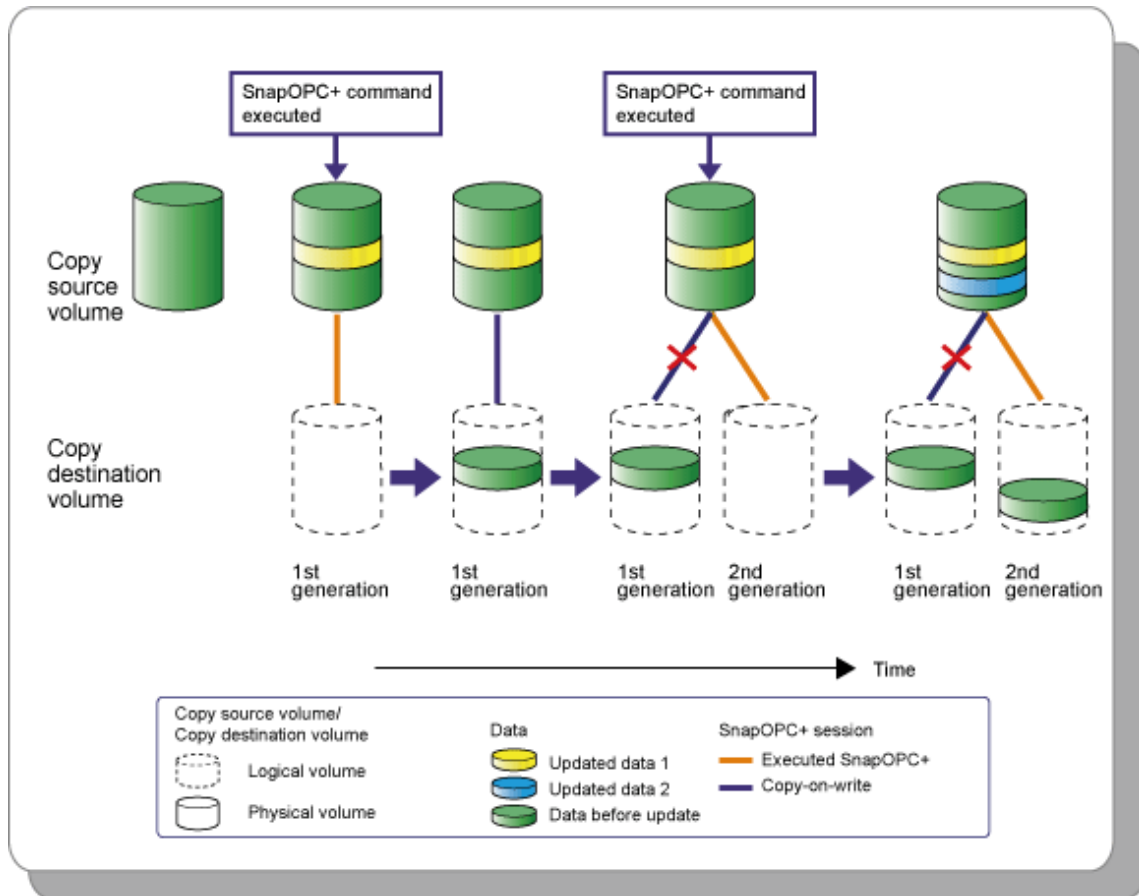 SnapOPC+ command
executed
SnapOPC+ command
executed
Copy
source
volume
Copy
destination
volume
1st
generation
1st
generation
1st
generation
2nd
generation
1st
generation
2nd
generation
Time
Copy source volume/
Copy destination volume
Logical volume
Physical volume
Data
Updated data 1
Updated data 2
Data before update
SnapOPC+ session
Executed SnapOPC+
Copy-on-write